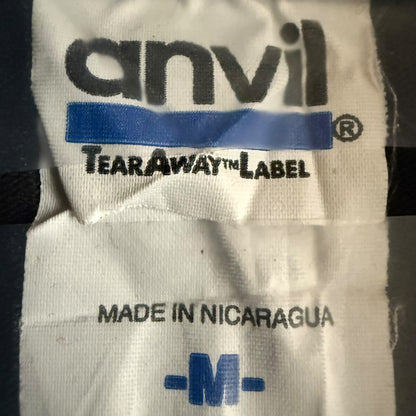 anvil
®
TEARAWAY™LABEL
MADE IN NICARAGUA
-M-